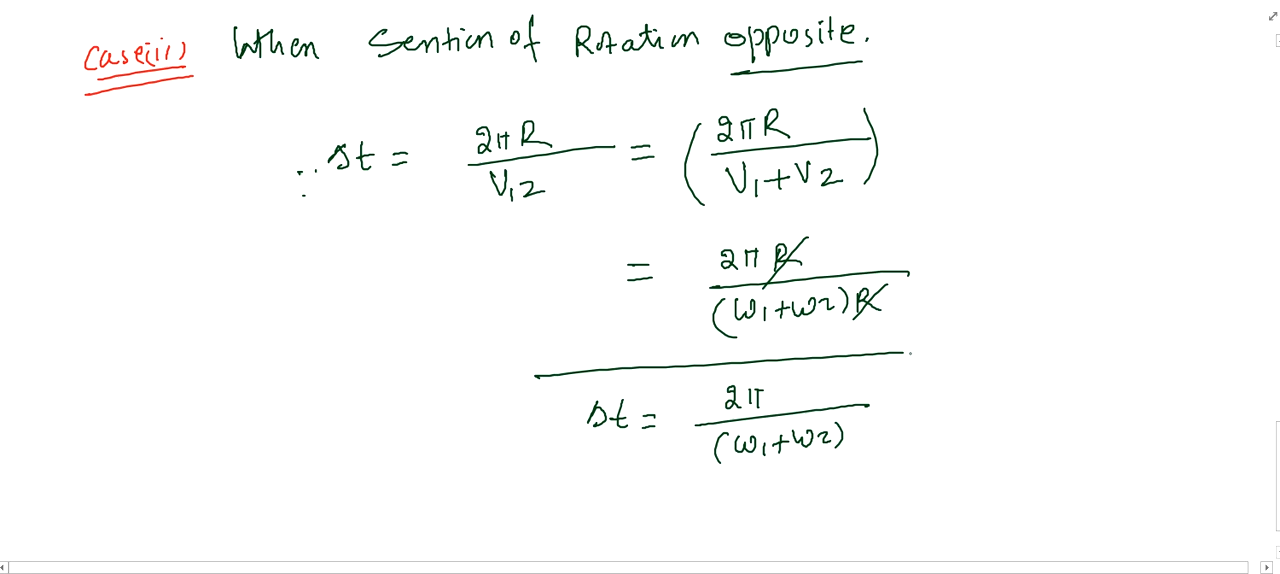 Case(ii) When Sention of Rotation opposite.
∴ Δt = 2πR / V12 = (2πR / V1+V2)
= 2πR / (ω1+ω2)R
Δt = 2π / (ω1+ω2)